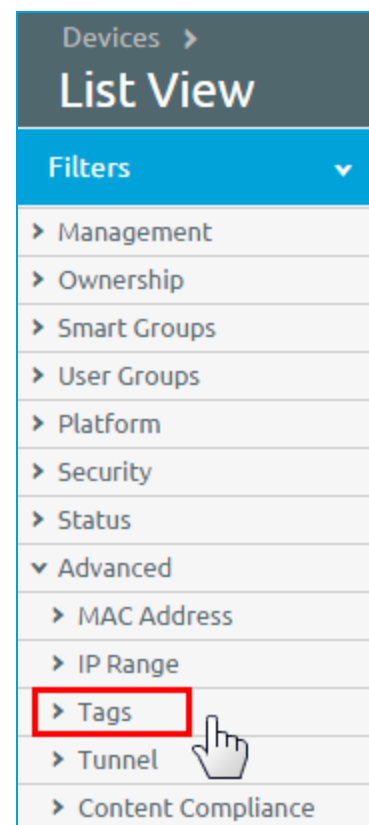 Devices >
List View
Filters
> Management
> Ownership
> Smart Groups
> User Groups
> Platform
> Security
> Status
Advanced
> MAC Address
> IP Range
> Tags
> Tunnel
> Content Compliance